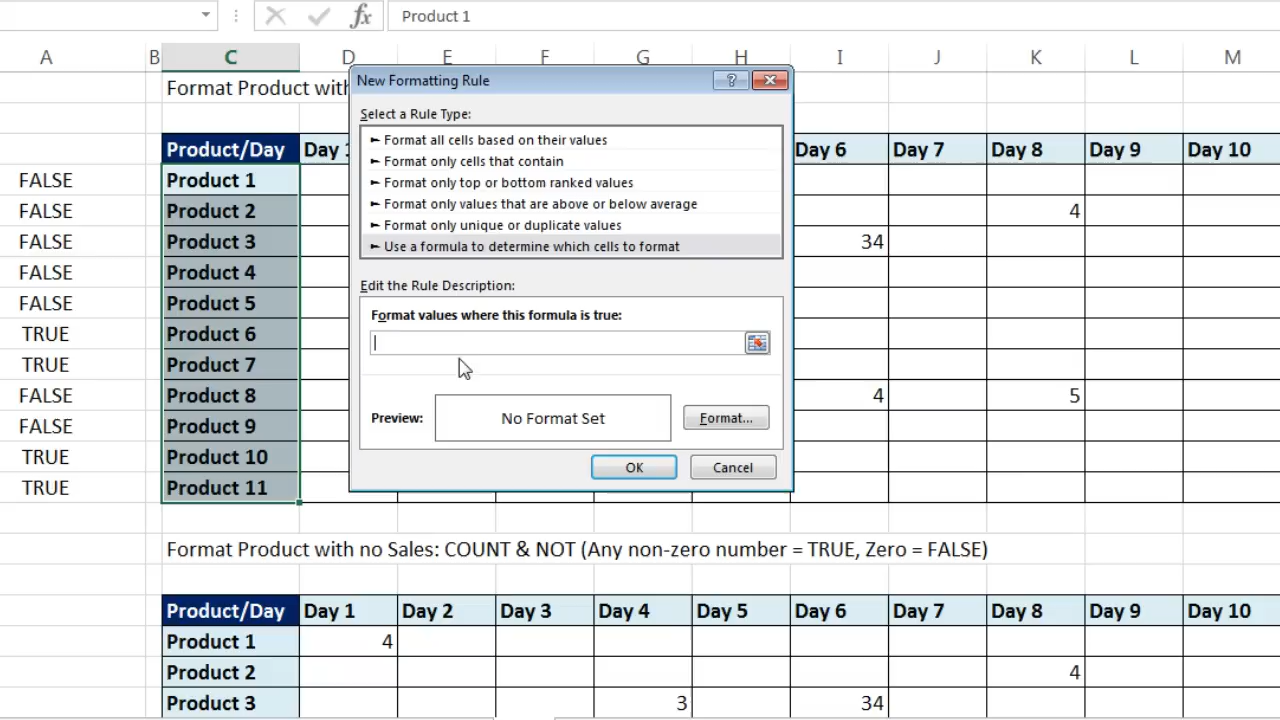 fx Product 1
A B C D E F G H I J K L M
Format Product with
Product/Day Day 1 Day 6 Day 7 Day 8 Day 9 Day 10
FALSE Product 1
FALSE Product 2 4
FALSE Product 3 34
FALSE Product 4
FALSE Product 5
TRUE Product 6
TRUE Product 7
FALSE Product 8 4 5
FALSE Product 9
TRUE Product 10
TRUE Product 11
New Formatting Rule
?
Select a Rule Type:
► Format all cells based on their values
► Format only cells that contain
► Format only top or bottom ranked values
► Format only values that are above or below average
► Format only unique or duplicate values
► Use a formula to determine which cells to format
Edit the Rule Description:
Format values where this formula is true:
Preview: No Format Set Format...
OK Cancel
Format Product with no Sales: COUNT & NOT (Any non-zero number = TRUE, Zero = FALSE)
Product/Day Day 1 Day 2 Day 3 Day 4 Day 5 Day 6 Day 7 Day 8 Day 9 Day 10
Product 1 4
Product 2 4
Product 3 3 34